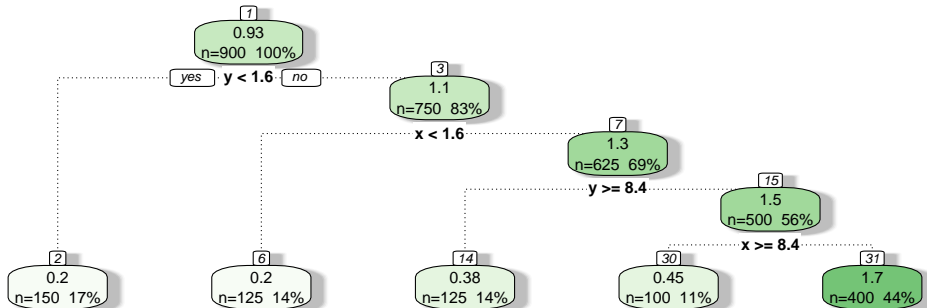 1
0.93
n=900 100%
yes y < 1.6 no
3
1.1
n=750 83%
x < 1.6
7
1.3
n=625 69%
y >= 8.4
15
1.5
n=500 56%
x >= 8.4
2
0.2
n=150 17%
6
0.2
n=125 14%
14
0.38
n=125 14%
30
0.45
n=100 11%
31
1.7
n=400 44%